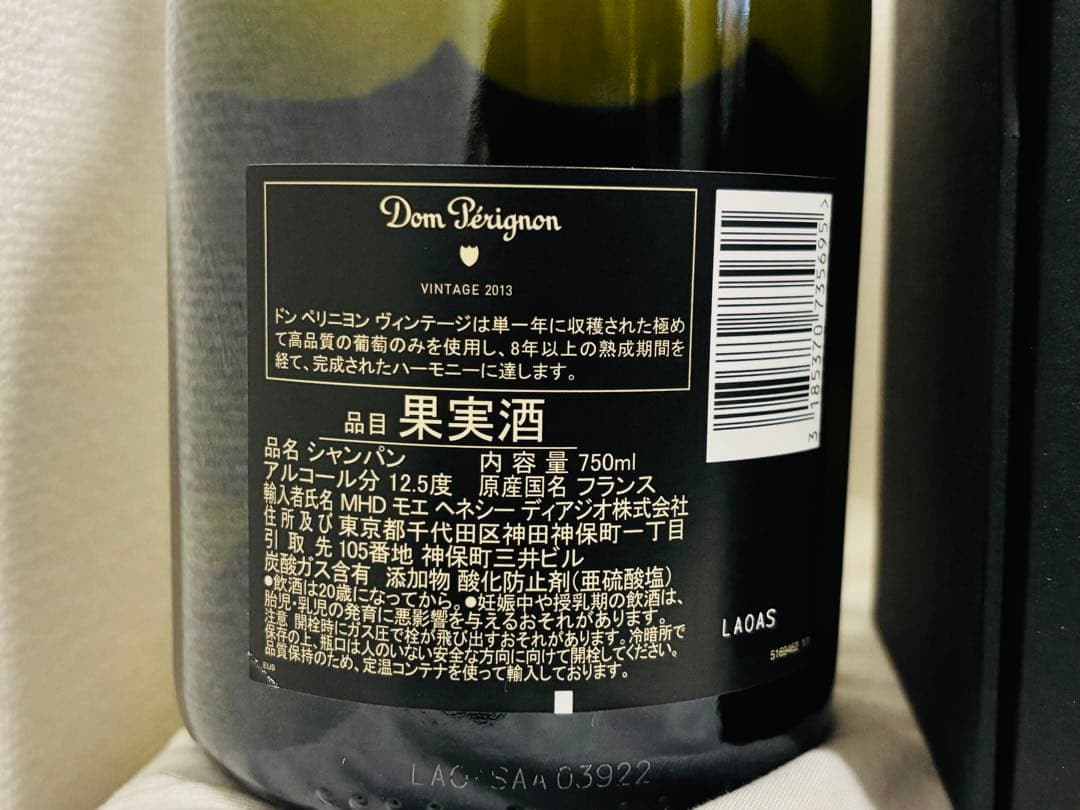 Dom Pérignon
VINTAGE 2013
ドン ペリニヨン ヴィンテージは単一年に収穫された極め
て高品質の葡萄のみを使用し、8年以上の熟成期間を
経て、完成されたハーモニーに達します。
品目 果実酒
品名 シャンパン 内容量 750ml
アルコール分 12.5度 原産国名 フランス
輸入者氏名 MHD モエ ヘネシー ディアジオ株式会社
住所及び 東京都千代田区神田神保町一丁目
引取先 105番地 神保町三井ビル
炭酸ガス含有 添加物 酸化防止剤(亜硫酸塩)
●飲酒は20歳になってから。●妊娠中や授乳期の飲酒は、
胎児・乳児の発育に悪影響を与えるおそれがあります。
注意 開栓時にガス圧で栓が飛び出すおそれがあります。冷暗所で
保存の上、瓶口は人のいない安全な方向に向けて開栓してください。
品質保持のため、定温コンテナを使って輸入しております。
EUG
3 185370 735695 >
LAOAS
5169462
SAA03922